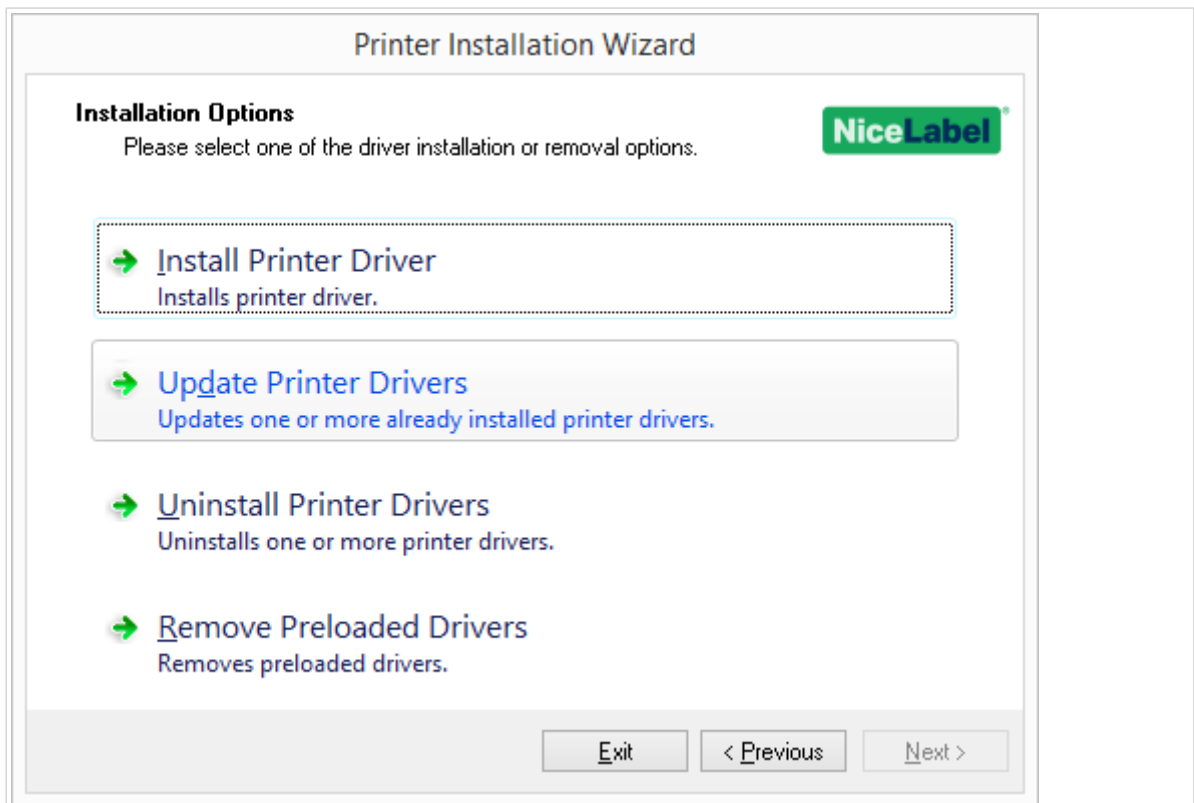 Printer Installation Wizard
Installation Options
Please select one of the driver installation or removal options.
NiceLabel®
Install Printer Driver
Installs printer driver.
Update Printer Drivers
Updates one or more already installed printer drivers.
Uninstall Printer Drivers
Uninstalls one or more printer drivers.
Remove Preloaded Drivers
Removes preloaded drivers.
Exit
< Previous
Next >